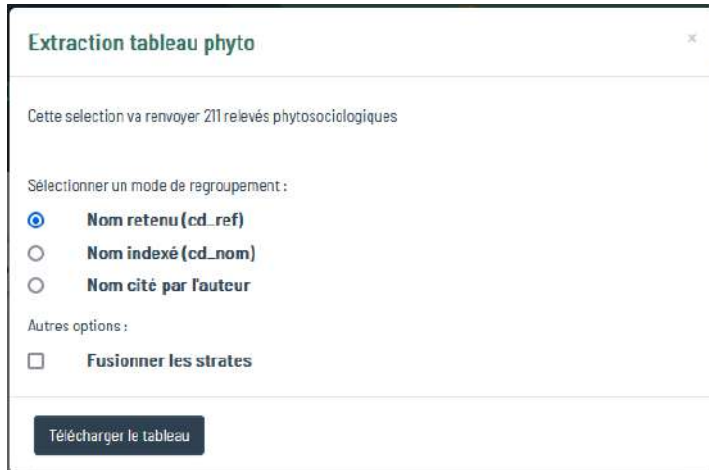 Extraction tableau phyto
×
Cette selection va renvoyer 211 relevés phytosociologiques
Sélectionner un mode de regroupement :
Nom retenu (cd_ref)
Nom indexé (cd_nom)
Nom cité par l'auteur
Autres options :
Fusionner les strates
Télécharger le tableau